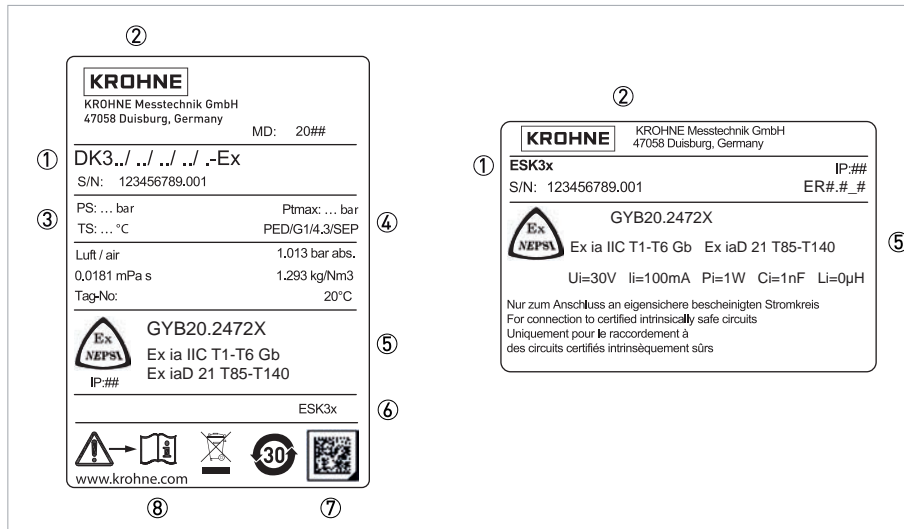 ②
KROHNE
KROHNE Messtechnik GmbH
47058 Duisburg, Germany
MD: 20##
① DK3../ ../ ../ ../ .-Ex
S/N: 123456789.001
③ PS: ... bar Ptmax: ... bar ④
TS: ... °C PED/G1/4.3/SEP
Luft / air 1.013 bar abs.
0,0181 mPa s 1.293 kg/Nm3
Tag-No: 20°C
Ex NEPSI
IP:##
GYB20.2472X
Ex ia IIC T1-T6 Gb ⑤
Ex iaD 21 T85-T140
ESK3x ⑥
30
www.krohne.com
⑧ ⑦
②
KROHNE KROHNE Messtechnik GmbH
47058 Duisburg, Germany
① ESK3x IP:##
S/N: 123456789.001 ER#.#_#
Ex NEPSI
GYB20.2472X
Ex ia IIC T1-T6 Gb Ex iaD 21 T85-T140 ⑤
Ui=30V Ii=100mA Pi=1W Ci=1nF Li=0µH
Nur zum Anschluss an eigensichere bescheinigten Stromkreis
For connection to certified intrinsically safe circuits
Uniquement pour le raccordement à
des circuits certifiés intrinsèquement sûrs